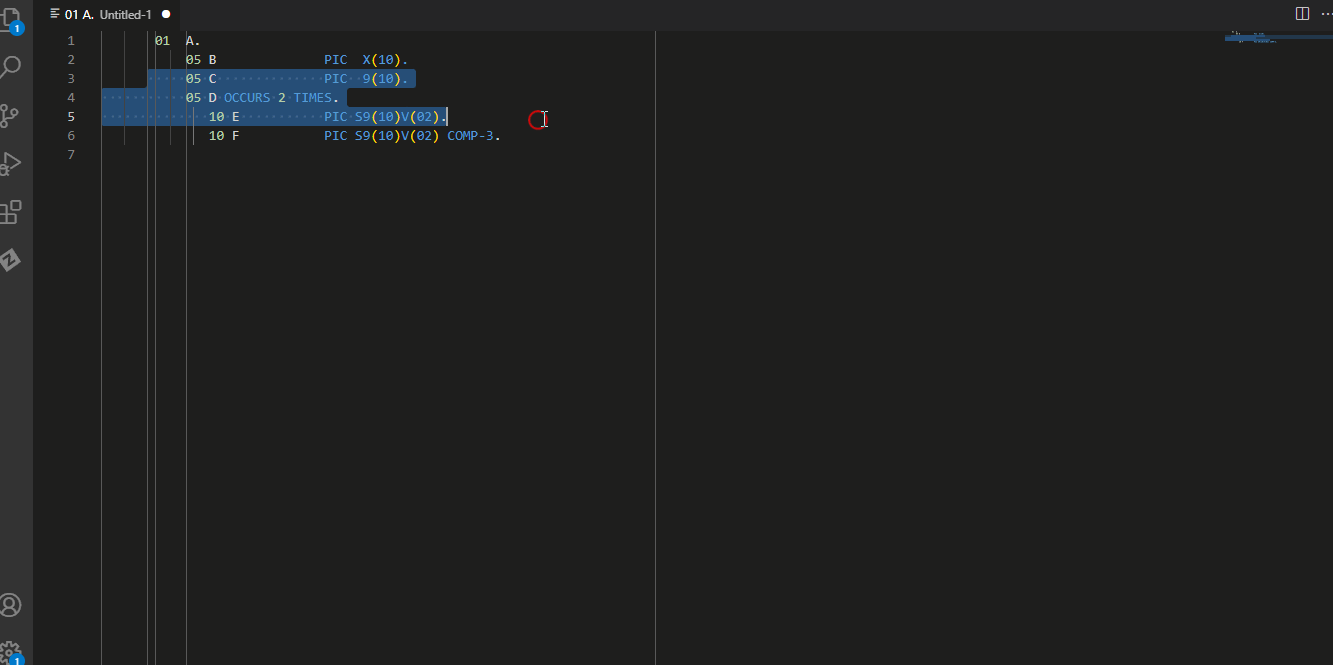 01 A. Untitled-1
1 01 A.
2 05 B PIC X(10).
3 05 C PIC 9(10).
4 05 D OCCURS 2 TIMES.
5 10 E PIC S9(10)V(02).
6 10 F PIC S9(10)V(02) COMP-3.
7
1
1